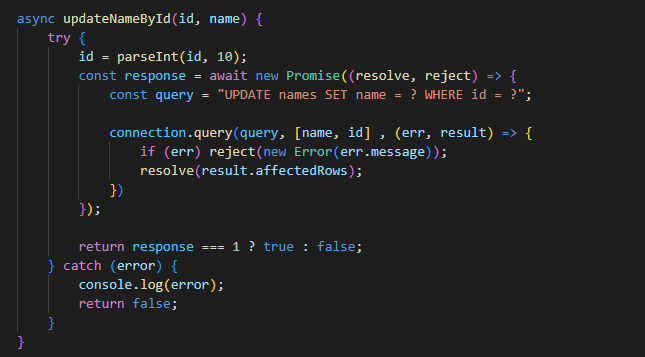 async updateNameById(id, name) {
try {
id = parseInt(id, 10);
const response = await new Promise((resolve, reject) => {
const query = "UPDATE names SET name = ? WHERE id = ?";
connection.query(query, [name, id] , (err, result) => {
if (err) reject(new Error(err.message));
resolve(result.affectedRows);
})
});
return response === 1 ? true : false;
} catch (error) {
console.log(error);
return false;
}
}